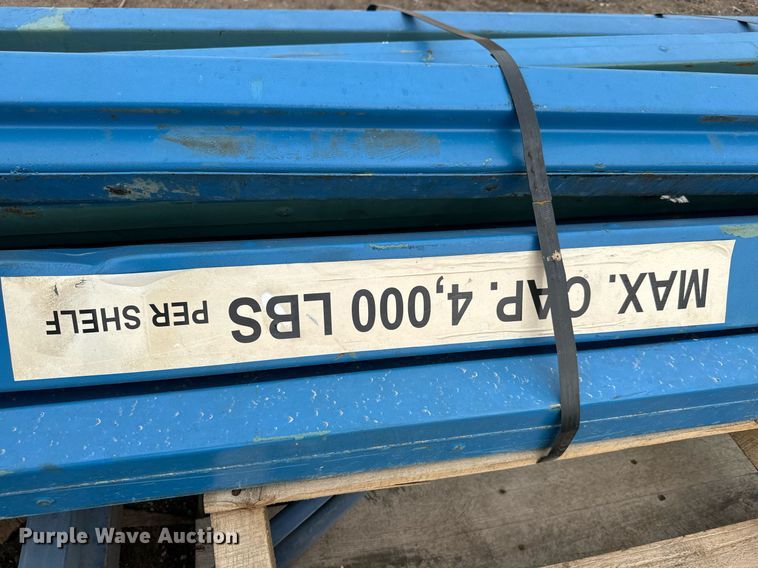 MAX. CAP. 4,000 LBS PER SHELF
Purple Wave Auction